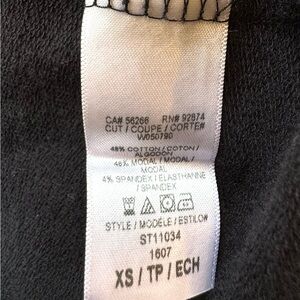 CA# 56266 RN# 92874
CUT / COUPE / CORTE#
W050790
48% COTTON / COTON /
ALGODON
48% MODAL / MODAL /
MODAL
4% SPANDEX / ELASTHANNE
/ SPANDEX
STYLE / MODELE / ESTILO#
ST11034
1607
XS / TP / ECH